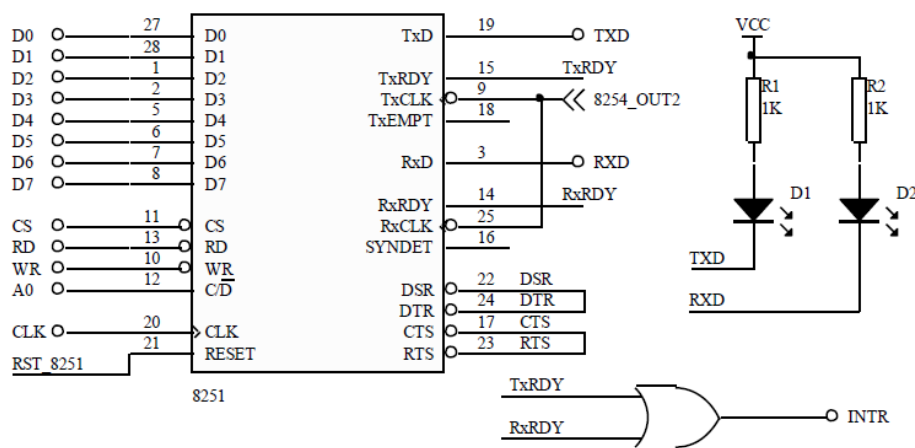 D0 27 D0 TxD 19 TXD
D1 28 D1
D2 1 D2 TxRDY 15 TxRDY
D3 2 D3 TxCLK 9 8254_OUT2
D4 5 D4 TxEMPT 18
D5 6 D5
D6 7 D6 RxD 3 RXD
D7 8 D7
RxRDY 14 RxRDY
CS 11 CS RxCLK 25
RD 13 RD SYNDET 16
WR 10 WR
A0 12 C/D DSR 22 DSR
DTR 24 DTR
CLK 20 CLK CTS 17 CTS
RST_8251 21 RESET RTS 23 RTS
8251
VCC
R1 R2
1K 1K
D1 D2
TXD
RXD
TxRDY
RxRDY
INTR